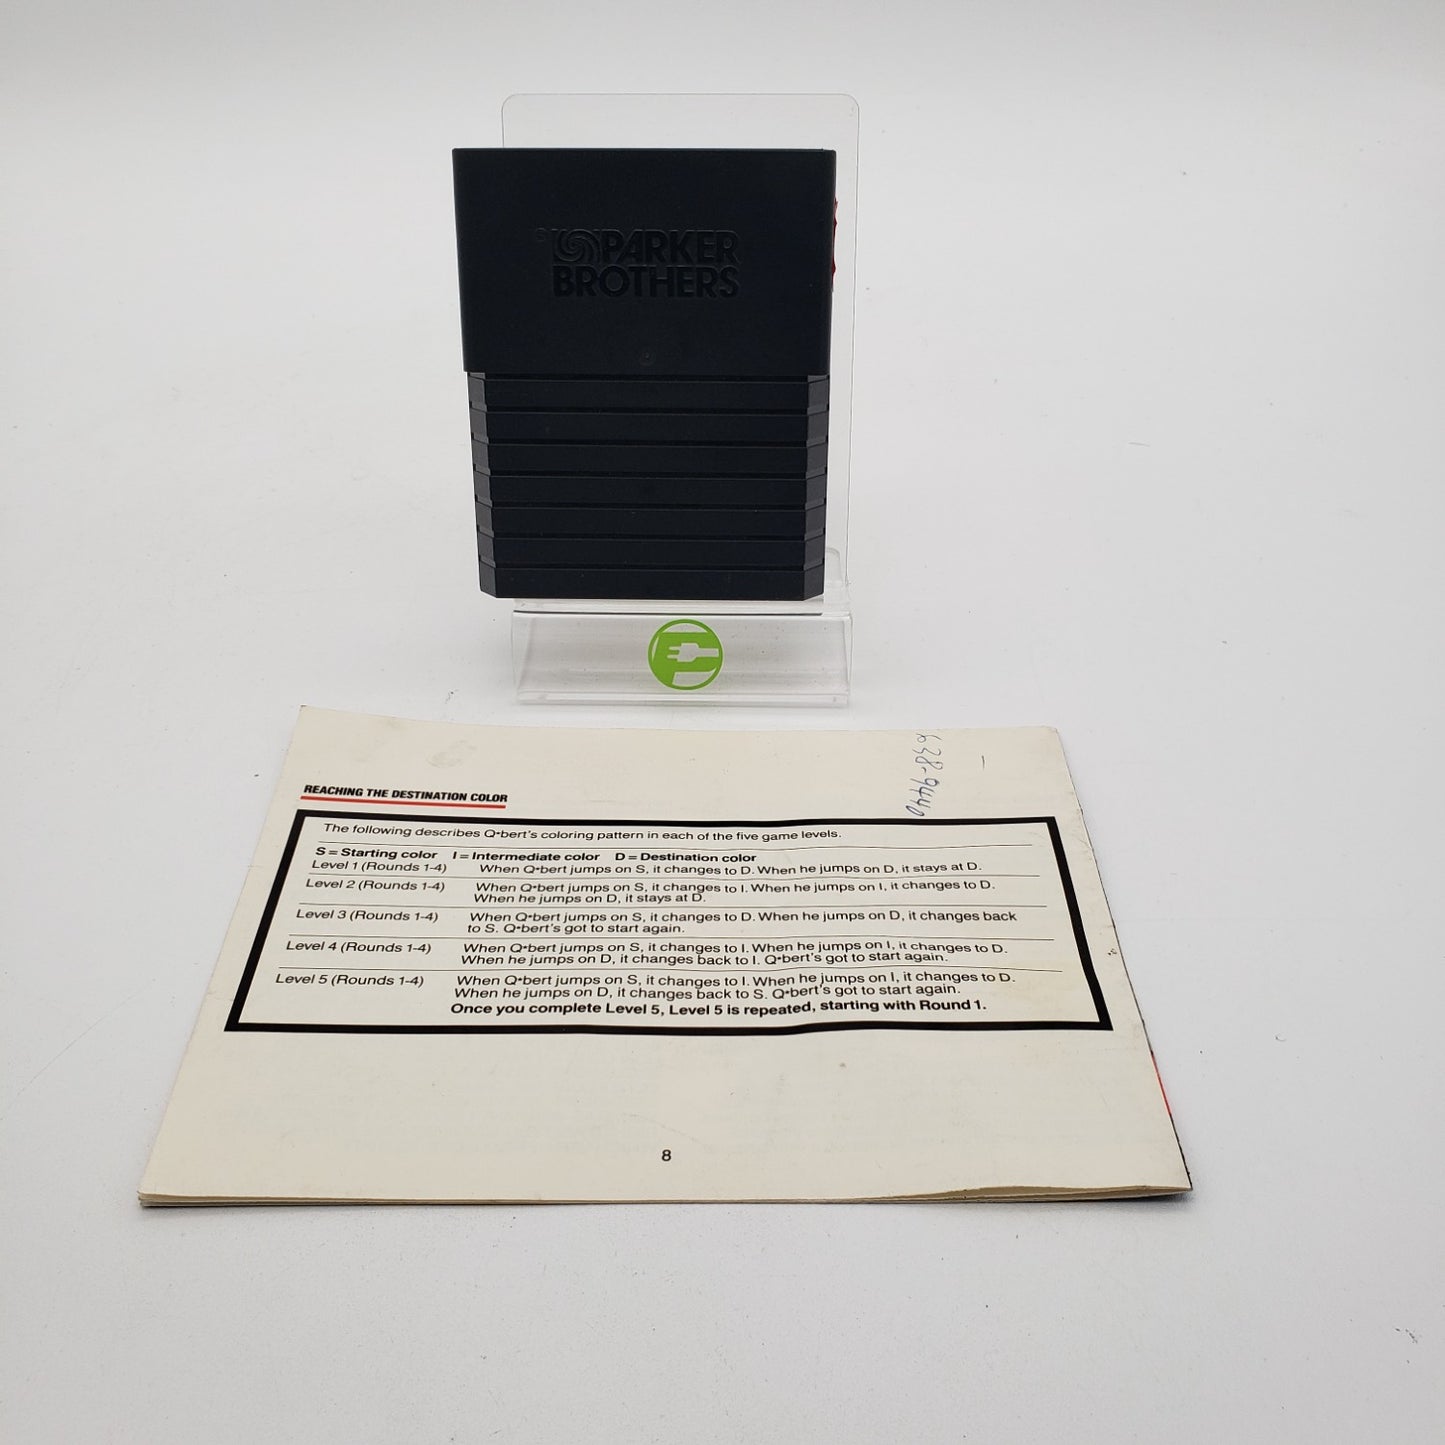 PARKER
BROTHERS
638-9440
REACHING THE DESTINATION COLOR
The following describes Q*bert's coloring pattern in each of the five game levels.
S = Starting color I = Intermediate color D = Destination color
Level 1 (Rounds 1-4) When Q*bert jumps on S, it changes to D. When he jumps on D, it stays at D.
Level 2 (Rounds 1-4) When Q*bert jumps on S, it changes to I. When he jumps on I, it changes to D.
When he jumps on D, it stays at D.
Level 3 (Rounds 1-4) When Q*bert jumps on S, it changes to D. When he jumps on D, it changes back
to S. Q*bert's got to start again.
Level 4 (Rounds 1-4) When Q*bert jumps on S, it changes to I. When he jumps on I, it changes to D.
When he jumps on D, it changes back to I. Q*bert's got to start again.
Level 5 (Rounds 1-4) When Q*bert jumps on S, it changes to I. When he jumps on I, it changes to D.
When he jumps on D, it changes back to S. Q*bert's got to start again.
Once you complete Level 5, Level 5 is repeated, starting with Round 1.
8